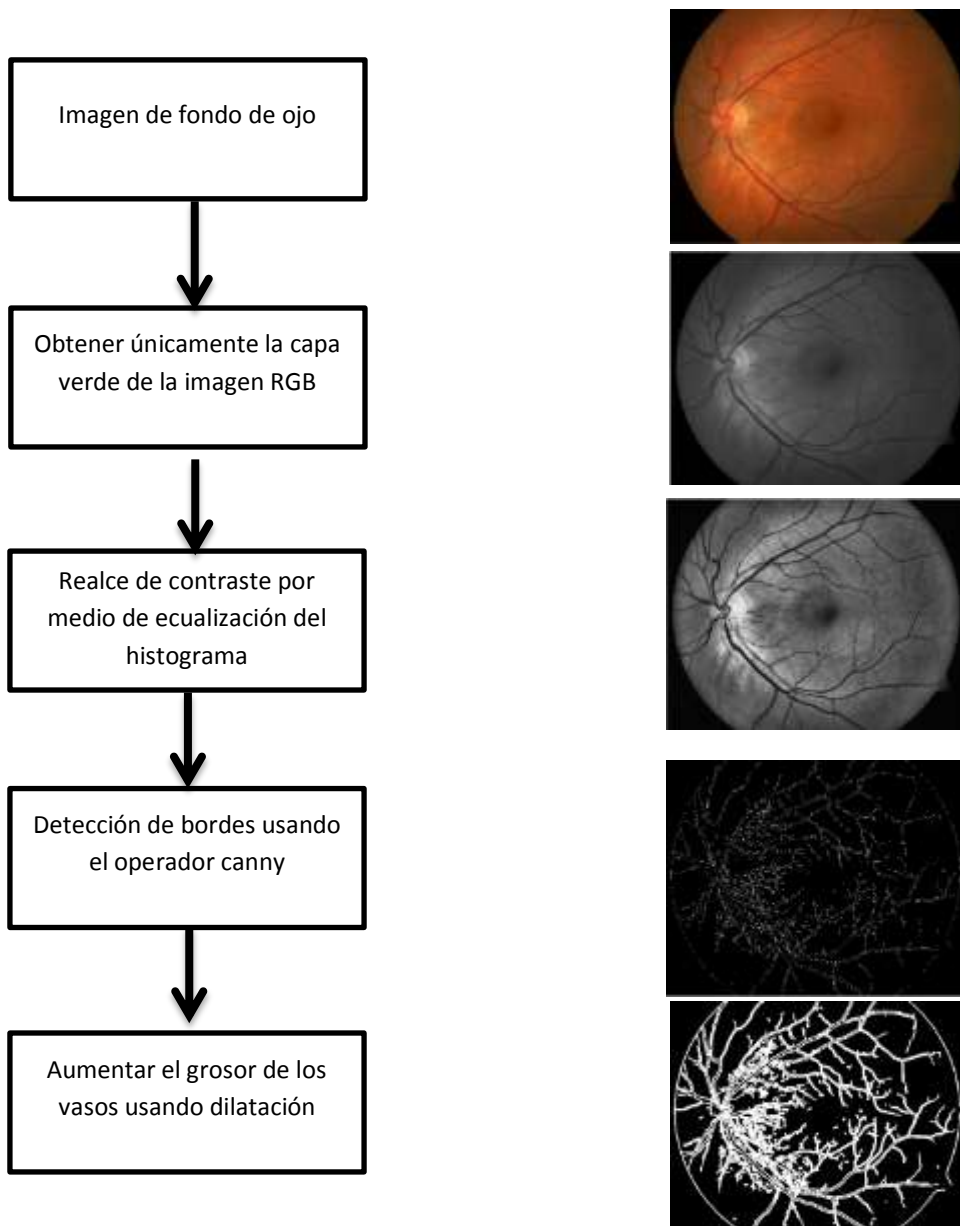 Imagen de fondo de ojo
Obtener únicamente la capa
verde de la imagen RGB
Realce de contraste por
medio de ecualización del
histograma
Detección de bordes usando
el operador canny
Aumentar el grosor de los
vasos usando dilatación